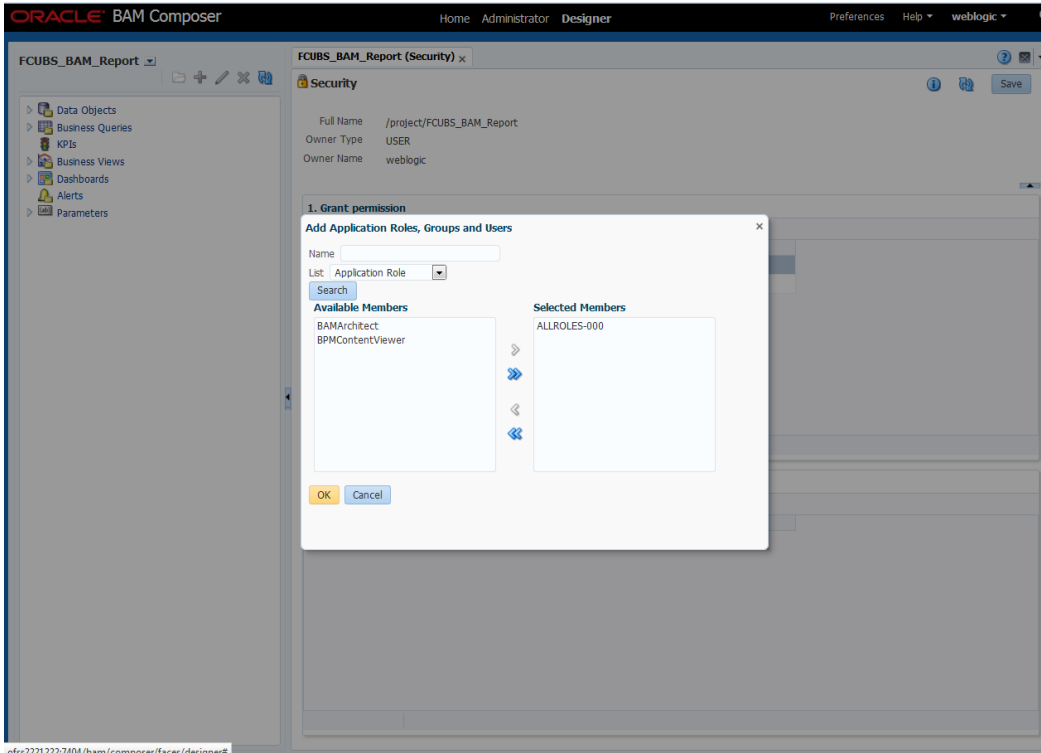 ORACLE® BAM Composer
Home Administrator Designer
Preferences Help weblogic
FCUBS_BAM_Report
Data Objects
Business Queries
KPIs
Business Views
Dashboards
Alerts
Parameters
FCUBS_BAM_Report (Security) ×
Security
Save
Full Name /project/FCUBS_BAM_Report
Owner Type USER
Owner Name weblogic
1. Grant permission
Add Application Roles, Groups and Users
Name
List Application Role
Search
Available Members
BAMArchitect
BPMContentViewer
Selected Members
ALLROLES-000
OK Cancel